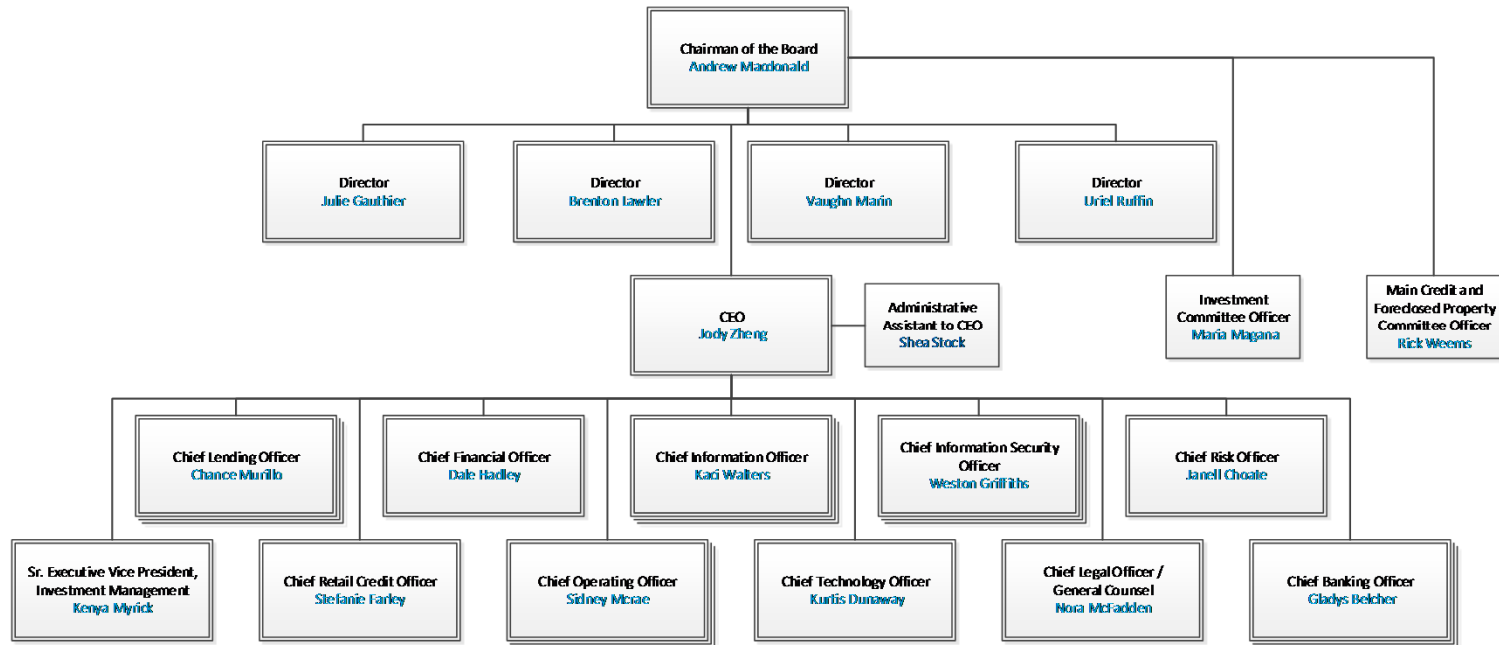 Chairman of the Board
Andrew Macdonald
Director
Julie Gauthier
Director
Brenton Lawler
Director
Vaughn Marin
Director
Uriel Ruffin
CEO
Jody Zheng
Administrative
Assistant to CEO
Shea Stock
Investment
Committee Officer
Maria Magana
Main Credit and
Foreclosed Property
Committee Officer
Rick Weems
Chief Lending Officer
Chance Murillo
Chief Financial Officer
Dale Hadley
Chief Information Officer
Kaci Walters
Chief Information Security
Officer
Weston Griffiths
Chief Risk Officer
Janell Choate
Sr. Executive Vice President,
Investment Management
Kenya Myrick
Chief Retail Credit Officer
Stefanie Farley
Chief Operating Officer
Sidney Mcrae
Chief Technology Officer
Kurtis Dunaway
Chief Legal Officer /
General Counsel
Nora McFadden
Chief Banking Officer
Gladys Belcher